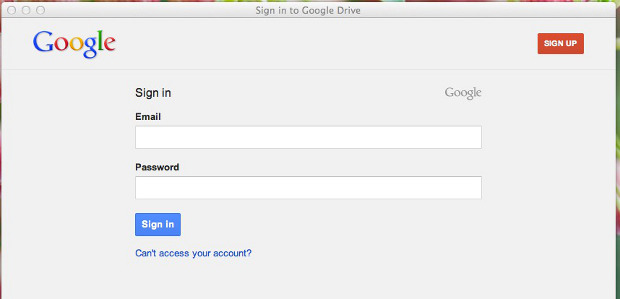 Sign in to Google Drive
Google
SIGN UP
Sign in
Google
Email
Password
Sign In
Can't access your account?